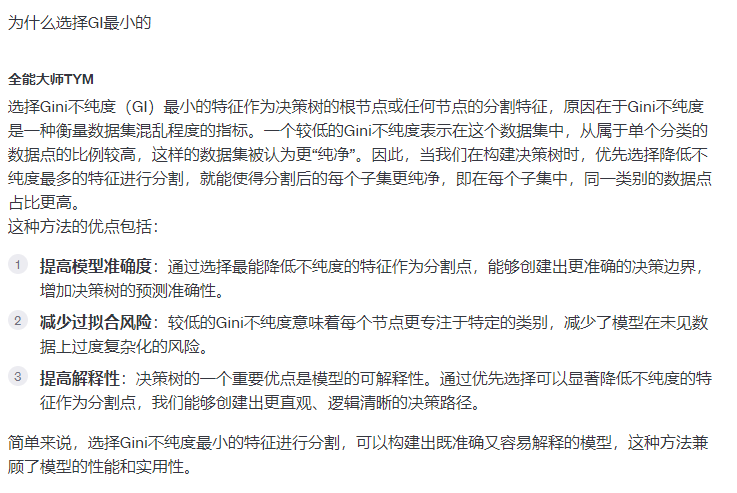 为什么选择GI最小的
全能大师TYM
选择Gini不纯度（GI）最小的特征作为决策树的根节点或任何节点的分割特征，原因在于Gini不纯度
是一种衡量数据集混乱程度的指标。一个较低的Gini不纯度表示在这个数据集中，从属于单个分类的
数据点的比例较高，这样的数据集被认为更“纯净”。因此，当我们在构建决策树时，优先选择降低不
纯度最多的特征进行分割，就能使得分割后的每个子集更纯净，即在每个子集中，同一类别的数据点
占比更高。
这种方法的优点包括：
1 提高模型准确度：通过选择最能降低不纯度的特征作为分割点，能够创建出更准确的决策边界，
增加决策树的预测准确性。
2 减少过拟合风险：较低的Gini不纯度意味着每个节点更专注于特定的类别，减少了模型在未见数
据上过度复杂化的风险。
3 提高解释性：决策树的一个重要优点是模型的可解释性。通过优先选择可以显著降低不纯度的特
征作为分割点，我们能够创建出更直观、逻辑清晰的决策路径。
简单来说，选择Gini不纯度最小的特征进行分割，可以构建出既准确又容易解释的模型，这种方法兼
顾了模型的性能和实用性。